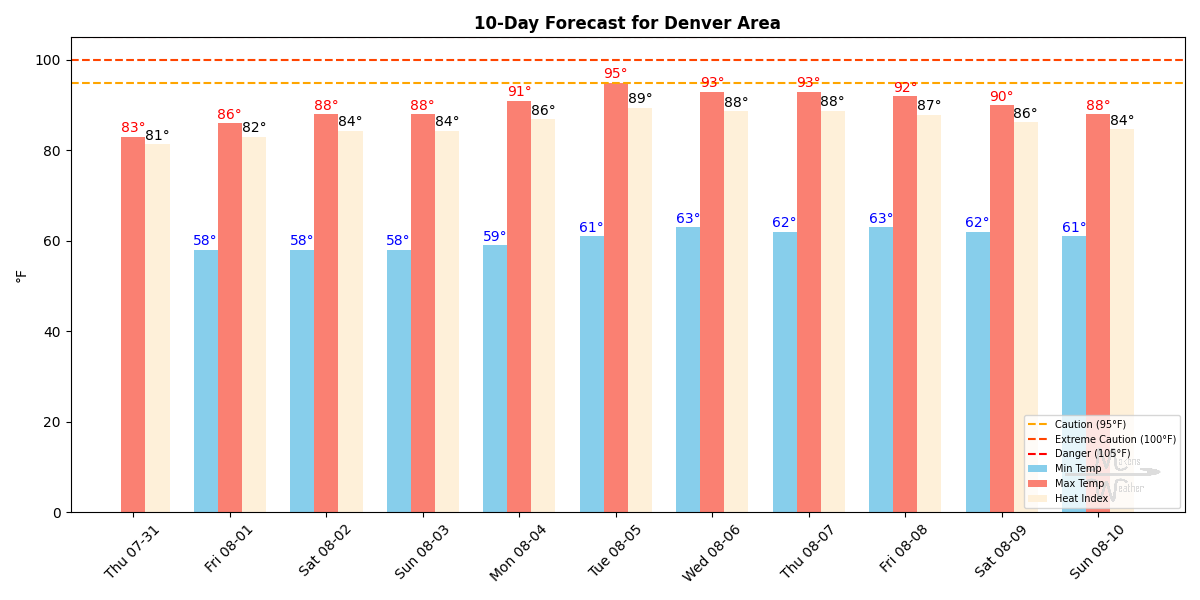 10-Day Forecast for Denver Area
°F
100
80
60
40
20
0
83° 81°
58° 86° 82°
58° 88° 84°
58° 88° 84°
59° 91° 86°
61° 95° 89°
63° 93° 88°
62° 93° 88°
63° 92° 87°
62° 90° 86°
61° 88° 84°
Thu 07-31
Fri 08-01
Sat 08-02
Sun 08-03
Mon 08-04
Tue 08-05
Wed 08-06
Thu 08-07
Fri 08-08
Sat 08-09
Sun 08-10
Caution (95°F)
Extreme Caution (100°F)
Danger (105°F)
Min Temp
Max Temp
Heat Index